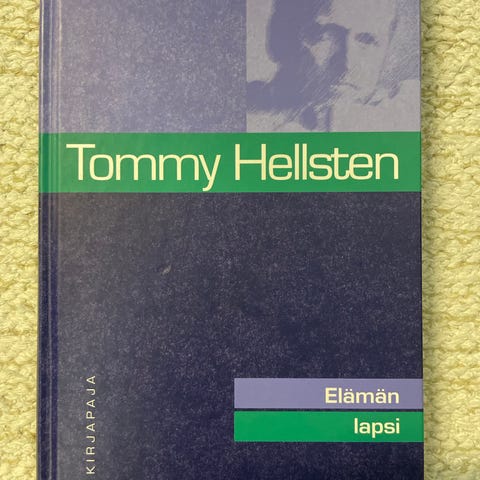 Tommy Hellsten
Elämän
lapsi
KIRJAPAJA